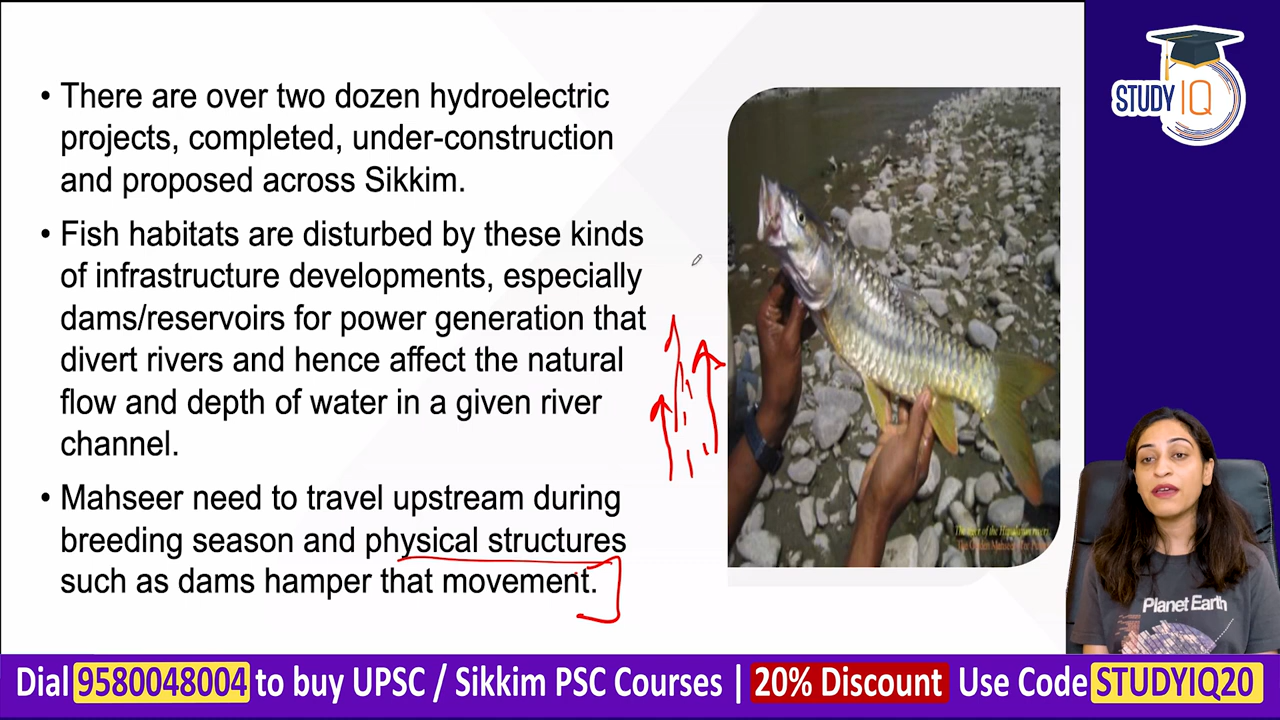 • There are over two dozen hydroelectric
projects, completed, under-construction
and proposed across Sikkim.
• Fish habitats are disturbed by these kinds
of infrastructure developments, especially
dams/reservoirs for power generation that
divert rivers and hence affect the natural
flow and depth of water in a given river
channel.
• Mahseer need to travel upstream during
breeding season and physical structures
such as dams hamper that movement.
STUDY IQ
Planet Earth
Dial 9580048004 to buy UPSC / Sikkim PSC Courses | 20% Discount Use Code STUDYIQ20